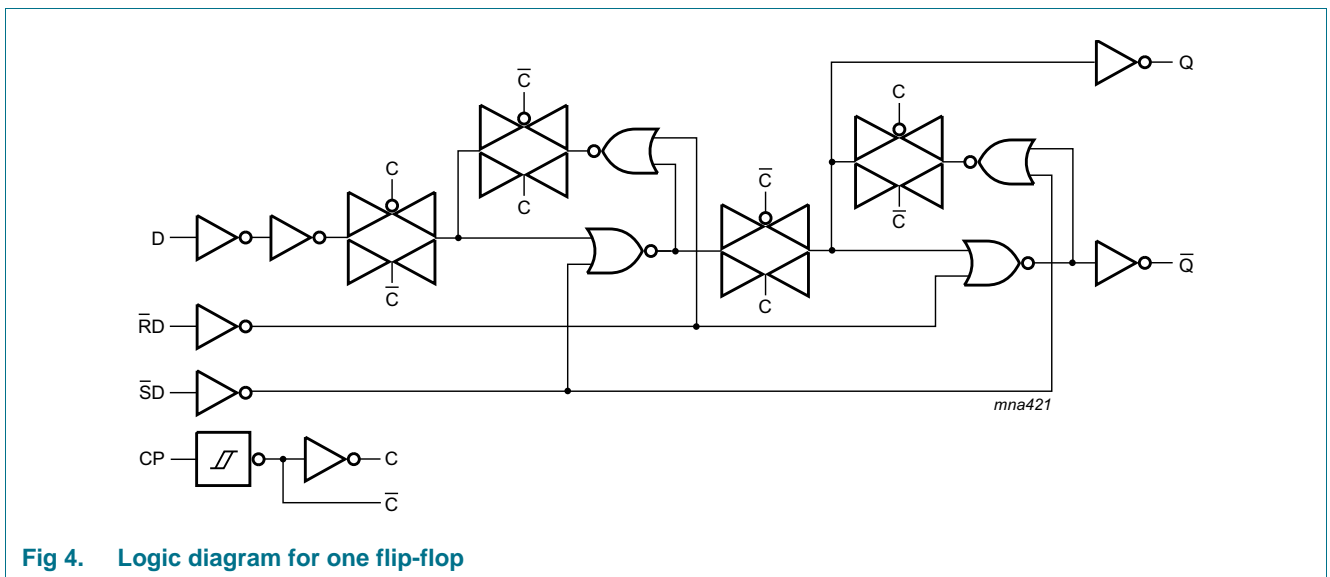 Q
C̅
C
C
C̅
C
D
C
C̅
Q̅
C̅
C
R̅D
S̅D
mna421
CP
C
C̅
Fig 4. Logic diagram for one flip-flop